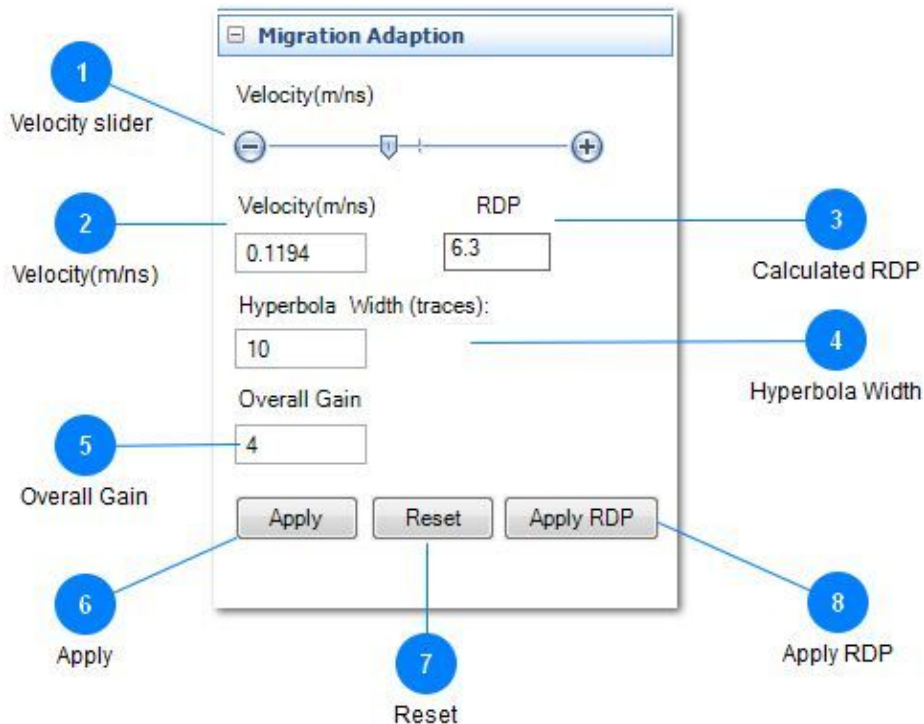 Migration Adaption
1
Velocity slider
Velocity(m/ns)
2
Velocity(m/ns)
Velocity(m/ns) RDP
0.1194 6.3
3
Calculated RDP
Hyperbola Width (traces):
10
4
Hyperbola Width
Overall Gain
4
5
Overall Gain
Apply Reset Apply RDP
6
Apply
7
Reset
8
Apply RDP